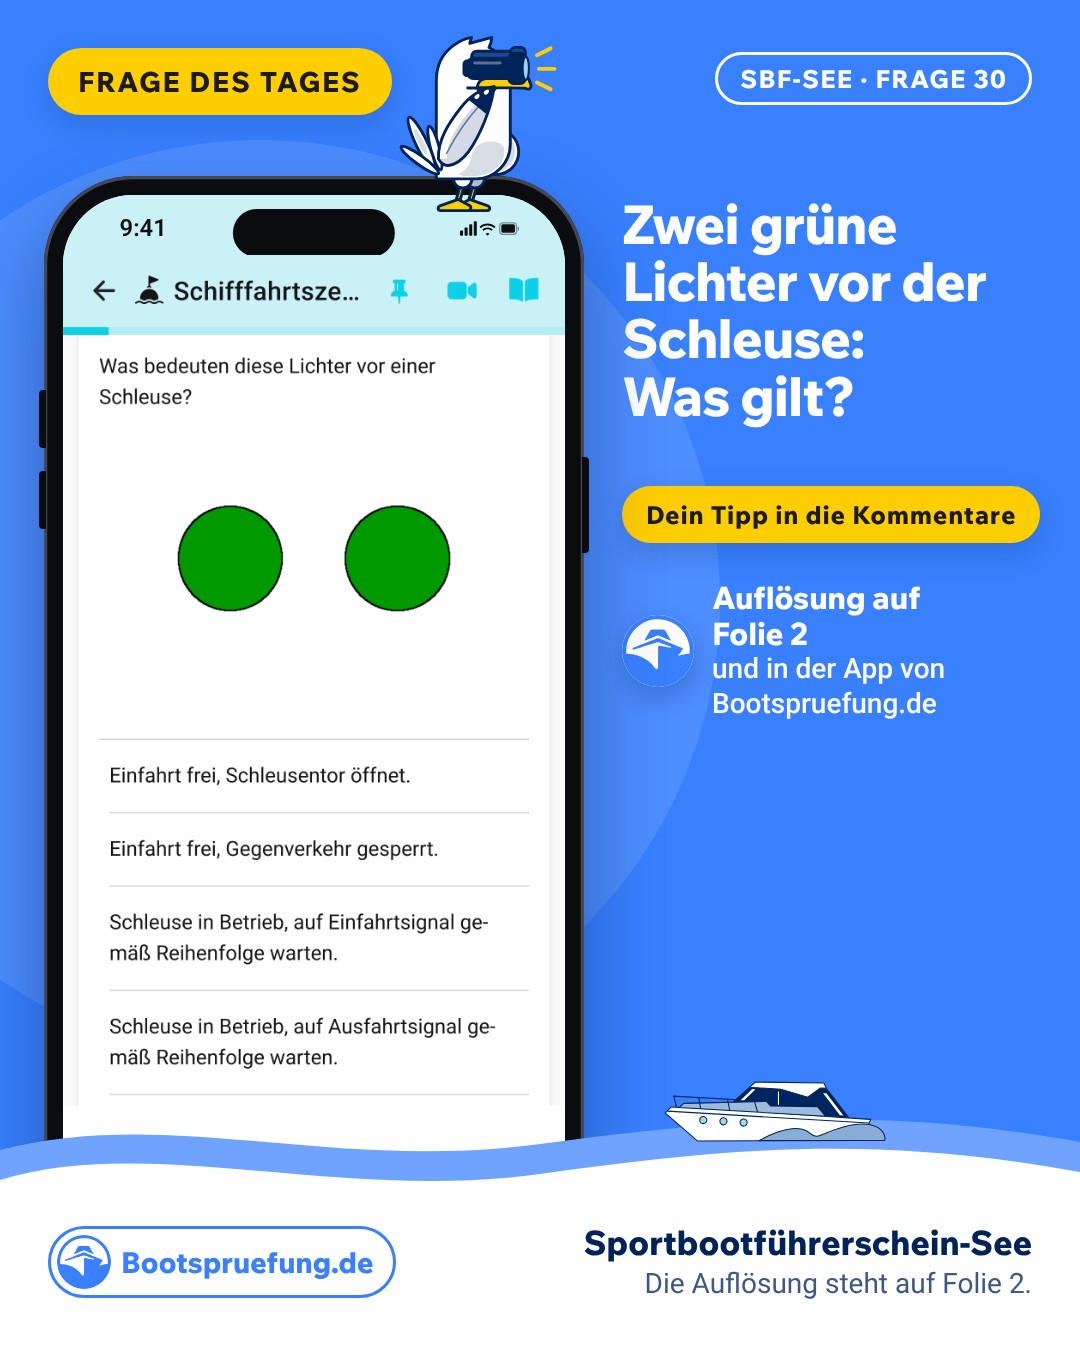 FRAGE DES TAGES
SBF-SEE · FRAGE 30
9:41
Schifffahrtsze...
Was bedeuten diese Lichter vor einer
Schleuse?
Einfahrt frei, Schleusentor öffnet.
Einfahrt frei, Gegenverkehr gesperrt.
Schleuse in Betrieb, auf Einfahrtsignal ge-
mäß Reihenfolge warten.
Schleuse in Betrieb, auf Ausfahrtsignal ge-
mäß Reihenfolge warten.
Zwei grüne
Lichter vor der
Schleuse:
Was gilt?
Dein Tipp in die Kommentare
Auflösung auf
Folie 2
und in der App von
Bootspruefung.de
Bootspruefung.de
Sportbootführerschein-See
Die Auflösung steht auf Folie 2.